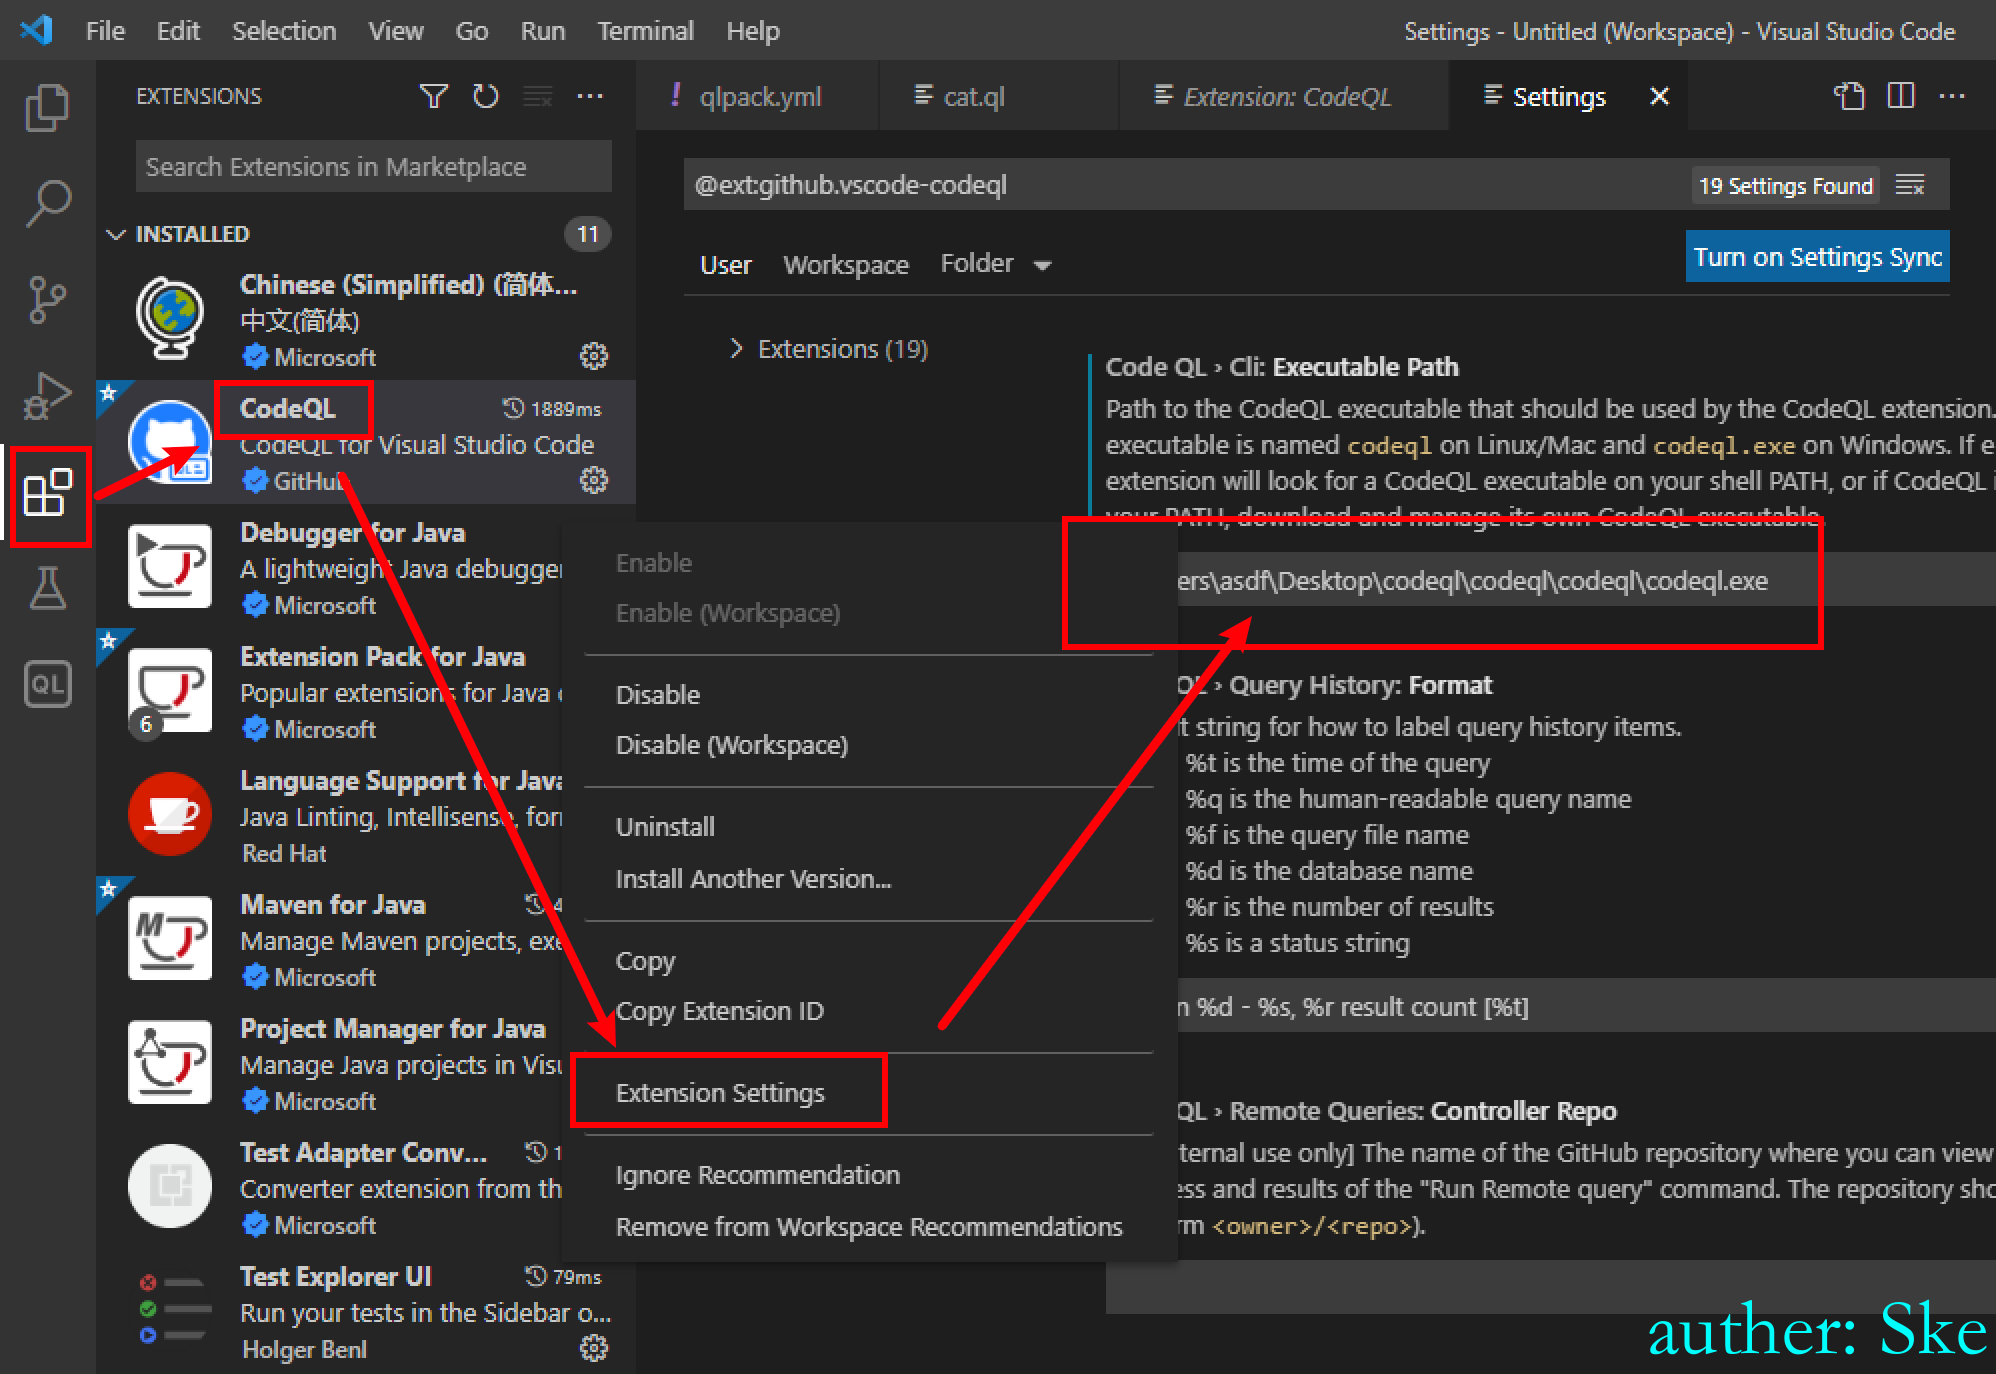 File Edit Selection View Go Run Terminal Help
Settings - Untitled (Workspace) - Visual Studio Code
EXTENSIONS
Search Extensions in Marketplace
INSTALLED 11
Chinese (Simplified) (简体...
中文(简体)
Microsoft
CodeQL 1889ms
CodeQL for Visual Studio Code
GitHub
Debugger for Java
A lightweight Java debugger
Microsoft
Extension Pack for Java
Popular extensions for Java
6
Microsoft
Language Support for Java
Java Linting, Intellisense, for
Red Hat
Maven for Java 4
Manage Maven projects, exe
Microsoft
Project Manager for Java
Manage Java projects in Visu
Microsoft
Test Adapter Conv... 1
Converter extension from th
Microsoft
Test Explorer UI 79ms
Run your tests in the Sidebar o...
Holger Benl
QL
Enable
Enable (Workspace)
Disable
Disable (Workspace)
Uninstall
Install Another Version...
Copy
Copy Extension ID
Extension Settings
Ignore Recommendation
Remove from Workspace Recommendations
! qlpack.yml cat.ql Extension: CodeQL Settings
@ext:github.vscode-codeql 19 Settings Found
User Workspace Folder Turn on Settings Sync
Extensions (19)
Code QL › Cli: Executable Path
Path to the CodeQL executable that should be used by the CodeQL extension.
executable is named codeql on Linux/Mac and codeql.exe on Windows. If e
extension will look for a CodeQL executable on your shell PATH, or if CodeQL i
your PATH, download and manage its own CodeQL executable.
ers\asdf\Desktop\codeql\codeql\codeql\codeql.exe
QL › Query History: Format
t string for how to label query history items.
%t is the time of the query
%q is the human-readable query name
%f is the query file name
%d is the database name
%r is the number of results
%s is a status string
n %d - %s, %r result count [%t]
QL › Remote Queries: Controller Repo
ternal use only] The name of the GitHub repository where you can view
ess and results of the "Run Remote query" command. The repository sho
rm <owner>/<repo>).
auther: Ske